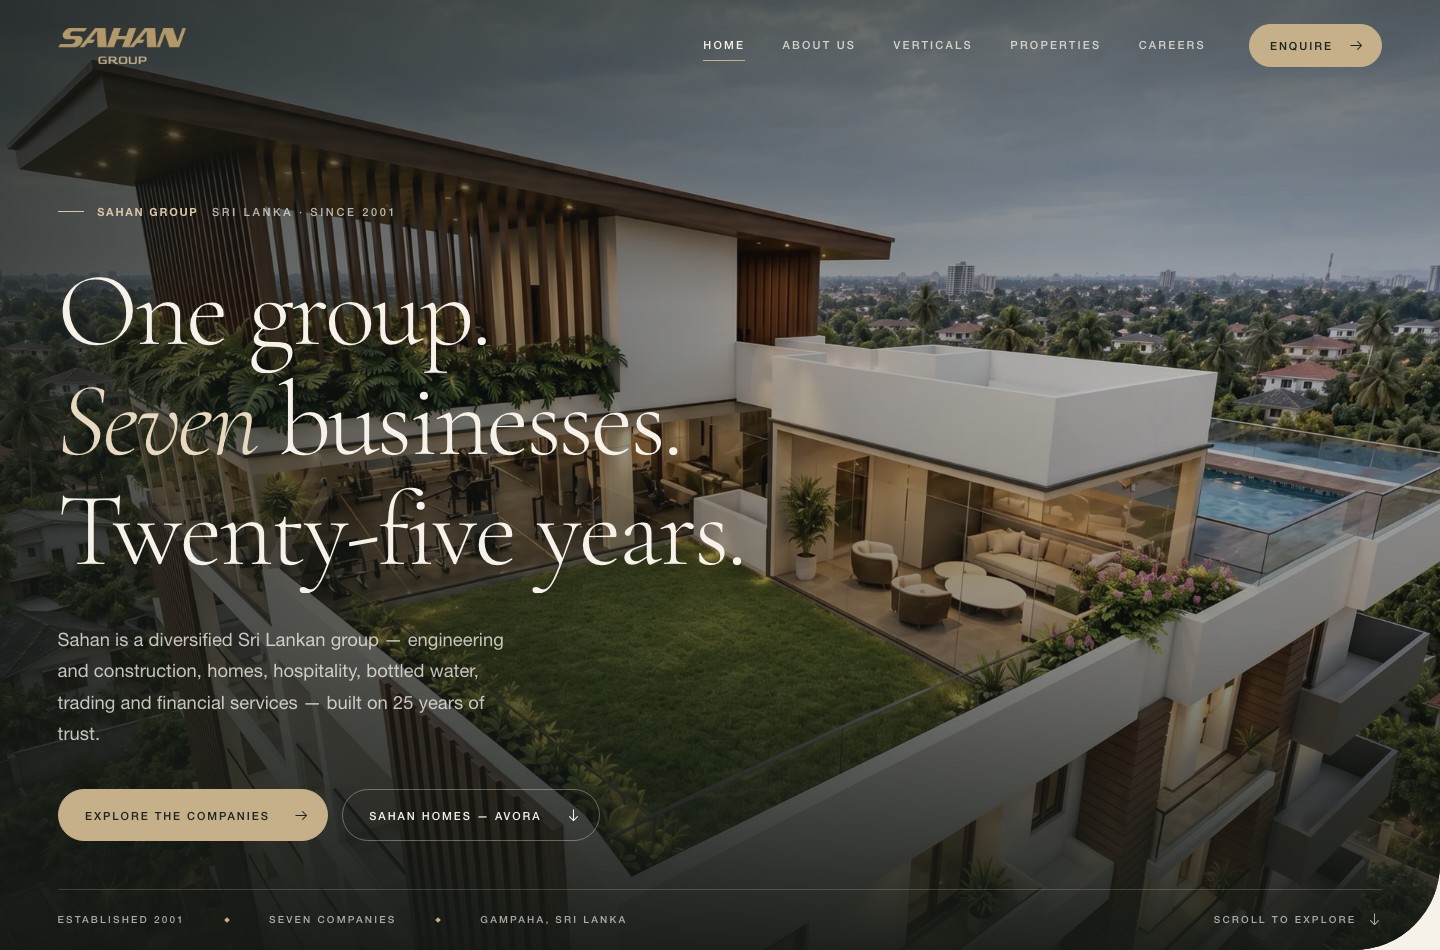 SAHAN
GROUP
HOME ABOUT US VERTICALS PROPERTIES CAREERS ENQUIRE →
SAHAN GROUP SRI LANKA · SINCE 2001
One group.
Seven businesses.
Twenty-five years.
Sahan is a diversified Sri Lankan group — engineering
and construction, homes, hospitality, bottled water,
trading and financial services — built on 25 years of
trust.
EXPLORE THE COMPANIES → SAHAN HOMES — AVORA ↓
ESTABLISHED 2001 ◆ SEVEN COMPANIES ◆ GAMPAHA, SRI LANKA SCROLL TO EXPLORE ↓